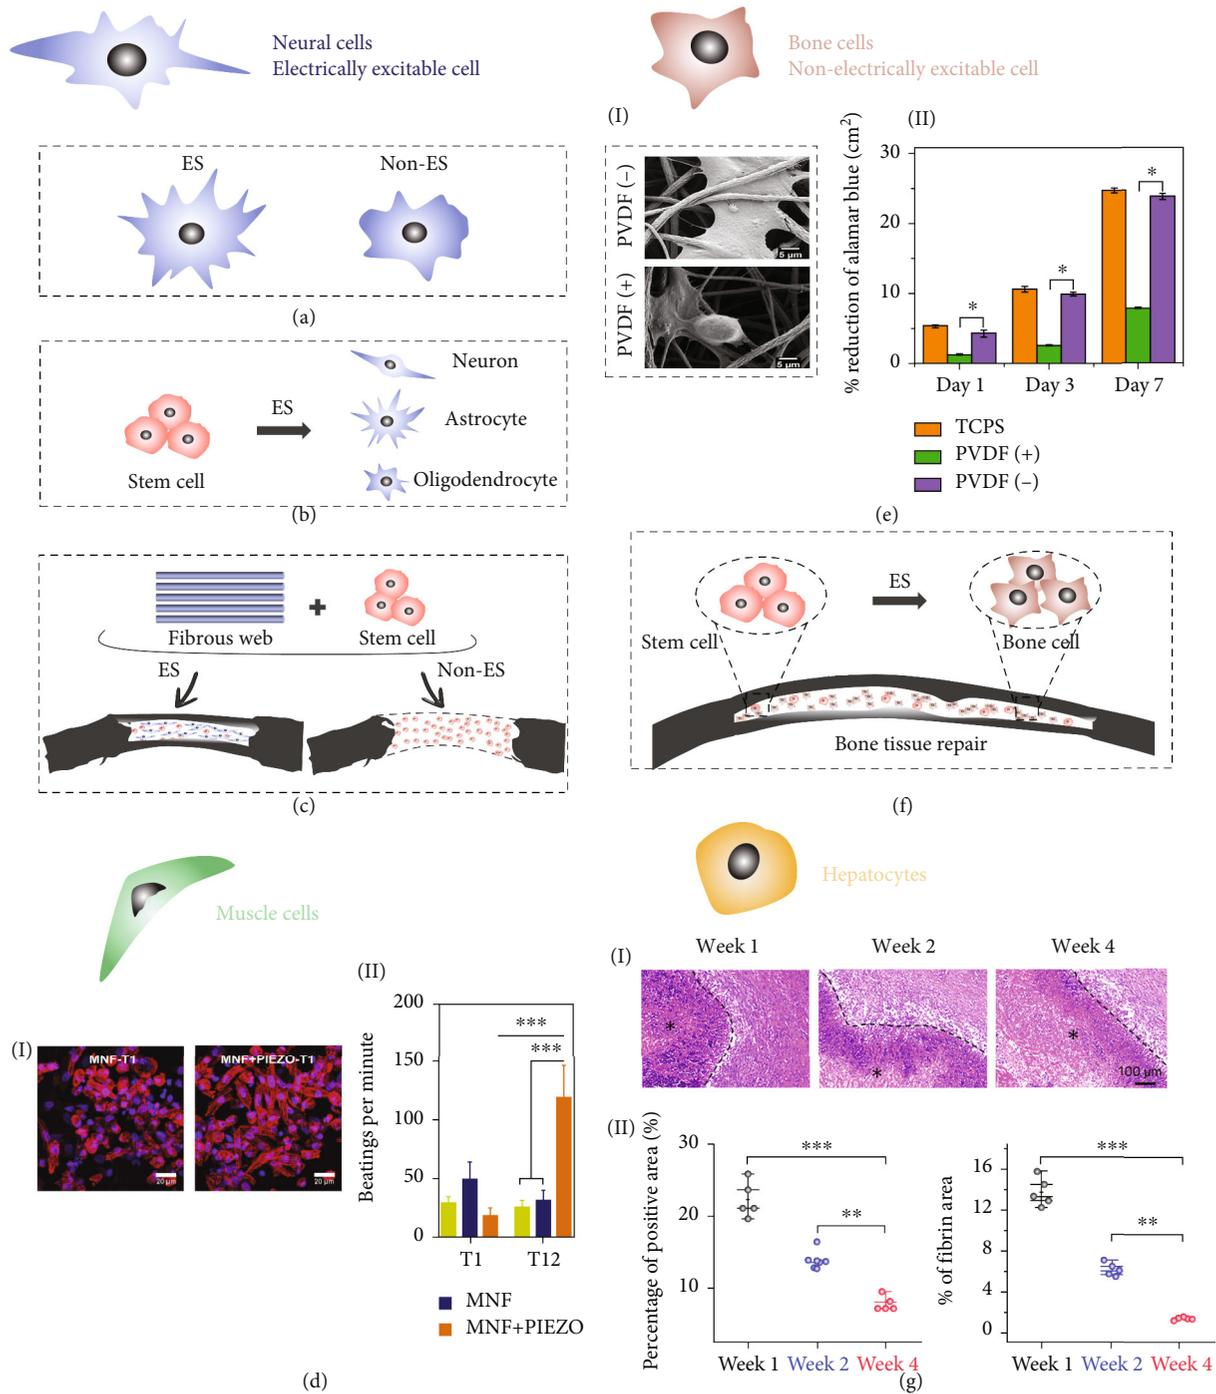 Neural cells
Electrically excitable cell
ES
Non-ES
(a)
ES
Neuron
Astrocyte
Oligodendrocyte
Stem cell
(b)
Fibrous web
+
Stem cell
ES
Non-ES
(c)
Bone cells
Non-electrically excitable cell
(I)
PVDF (–)
5 µm
PVDF (+)
5 µm
(II)
% reduction of alamar blue (cm²)
30
20
10
0
*
*
*
Day 1
Day 3
Day 7
TCPS
PVDF (+)
PVDF (–)
(e)
ES
Stem cell
Bone cell
Bone tissue repair
(f)
Muscle cells
(I)
MNF-T1
20 µm
MNF+PIEZO-T1
20 µm
(II)
Beatings per minute
200
150
100
50
0
***
***
T1
T12
MNF
MNF+PIEZO
(d)
Hepatocytes
(I)
Week 1
Week 2
Week 4
*
*
*
100 µm
(II)
Percentage of positive area (%)
30
20
10
***
**
Week 1
Week 2
Week 4
% of fibrin area
16
12
8
4
0
***
**
Week 1
Week 2
Week 4
(g)